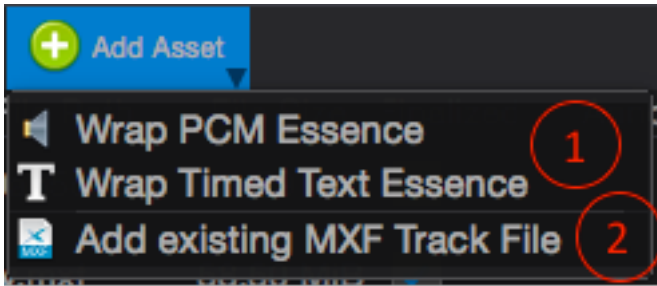 Add Asset
Wrap PCM Essence
1
Wrap Timed Text Essence
Add existing MXF Track File
2